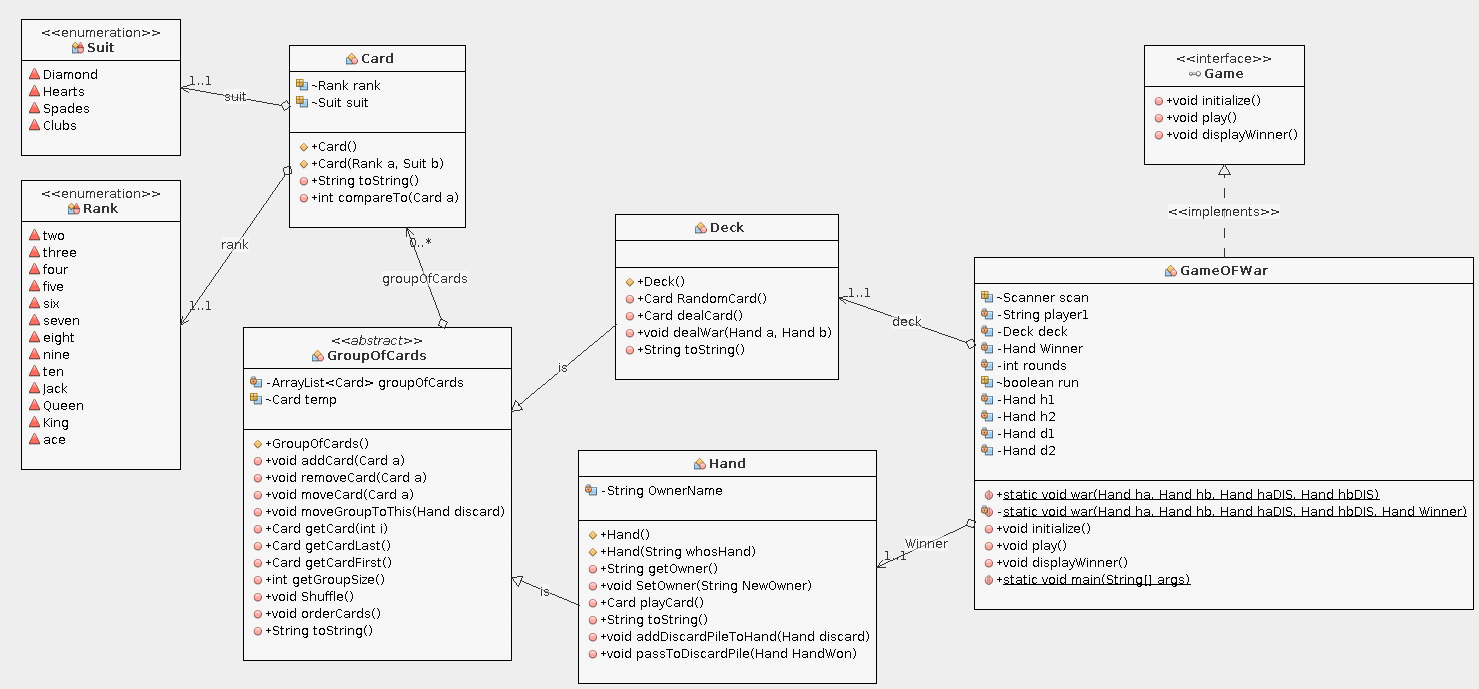 <<enumeration>>
Suit
Diamond
Hearts
Spades
Clubs
<<enumeration>>
Rank
two
three
four
five
six
seven
eight
nine
ten
Jack
Queen
King
ace
1..1
suit
rank
1..1
Card
~Rank rank
~Suit suit
+Card()
+Card(Rank a, Suit b)
+String toString()
+int compareTo(Card a)
0..*
groupOfCards
<<abstract>>
GroupOfCards
-ArrayList<Card> groupOfCards
~Card temp
+GroupOfCards()
+void addCard(Card a)
+void removeCard(Card a)
+void moveCard(Card a)
+void moveGroupToThis(Hand discard)
+Card getCard(int i)
+Card getCardLast()
+Card getCardFirst()
+int getGroupSize()
+void Shuffle()
+void orderCards()
+String toString()
is
is
Deck
+Deck()
+Card RandomCard()
+Card dealCard()
+void dealWar(Hand a, Hand b)
+String toString()
Hand
-String OwnerName
+Hand()
+Hand(String whosHand)
+String getOwner()
+void SetOwner(String NewOwner)
+Card playCard()
+String toString()
+void addDiscardPileToHand(Hand discard)
+void passToDiscardPile(Hand HandWon)
1..1
deck
Winner
1..1
<<interface>>
Game
+void initialize()
+void play()
+void displayWinner()
<<implements>>
GameOFWar
~Scanner scan
-String player1
-Deck deck
-Hand Winner
-int rounds
~boolean run
-Hand h1
-Hand h2
-Hand d1
-Hand d2
+static void war(Hand ha, Hand hb, Hand haDIS, Hand hbDIS)
-static void war(Hand ha, Hand hb, Hand haDIS, Hand hbDIS, Hand Winner)
+void initialize()
+void play()
+void displayWinner()
+static void main(String[] args)